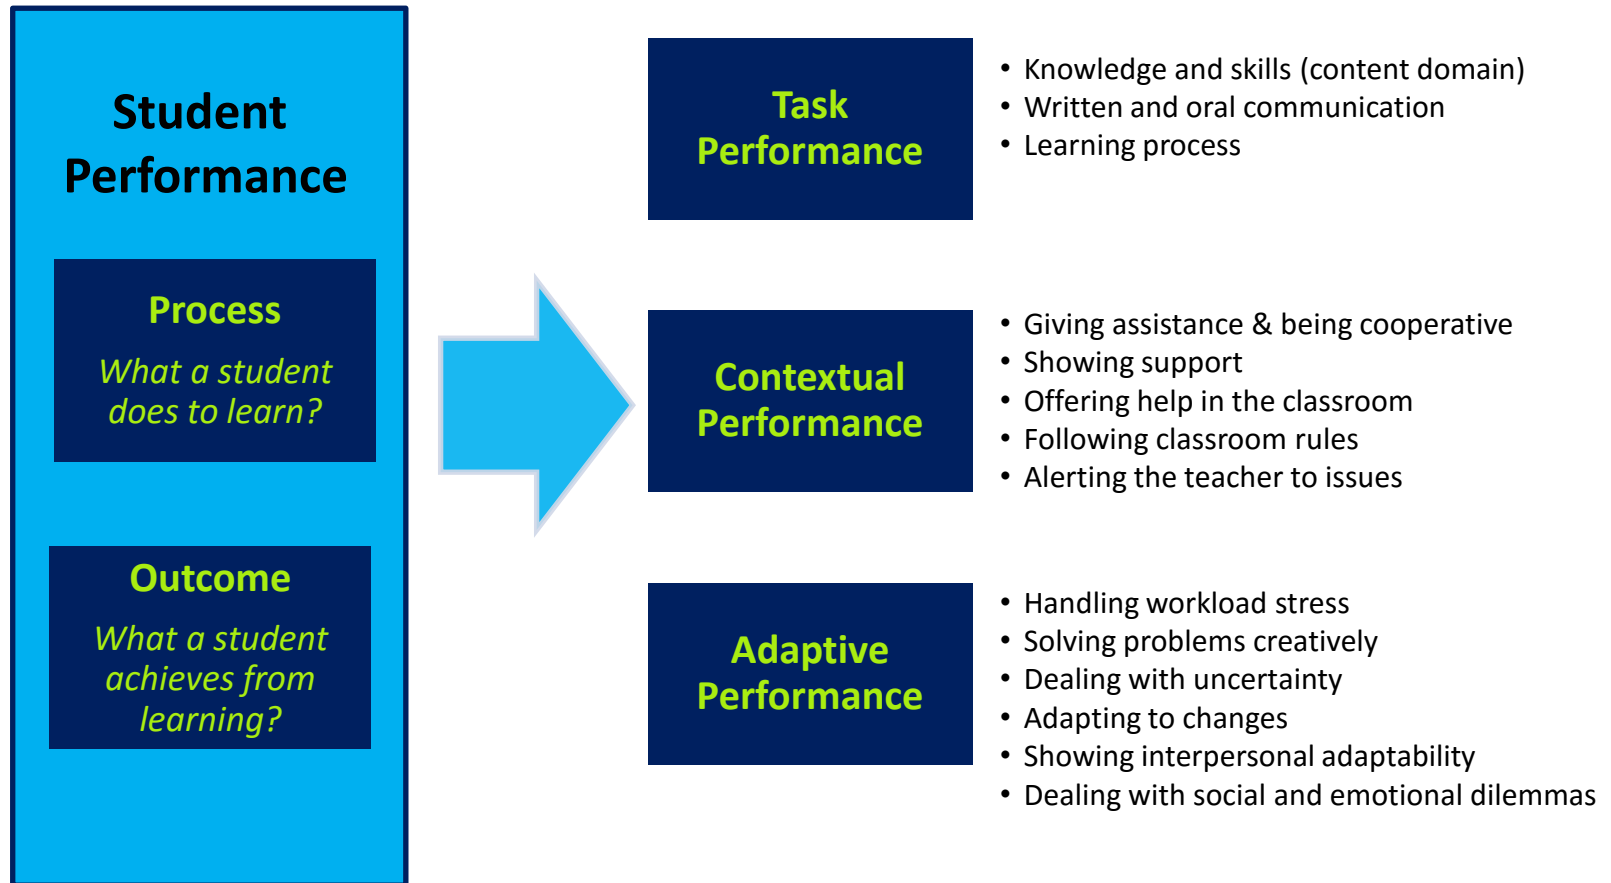 Student
Performance
Process
What a student
does to learn?
Outcome
What a student
achieves from
learning?
Task
Performance
• Knowledge and skills (content domain)
• Written and oral communication
• Learning process
Contextual
Performance
• Giving assistance & being cooperative
• Showing support
• Offering help in the classroom
• Following classroom rules
• Alerting the teacher to issues
Adaptive
Performance
• Handling workload stress
• Solving problems creatively
• Dealing with uncertainty
• Adapting to changes
• Showing interpersonal adaptability
• Dealing with social and emotional dilemmas